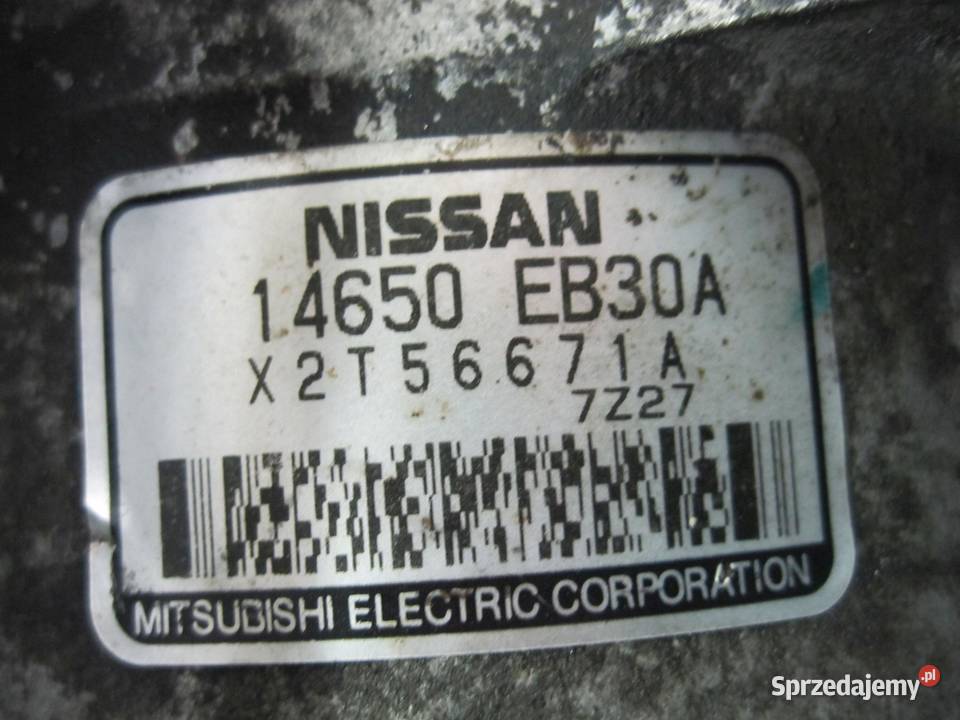 NISSAN
14650 EB30A
X2T56671A
7Z27
MITSUBISHI ELECTRIC CORPORATION
Sprzedajemy.pl